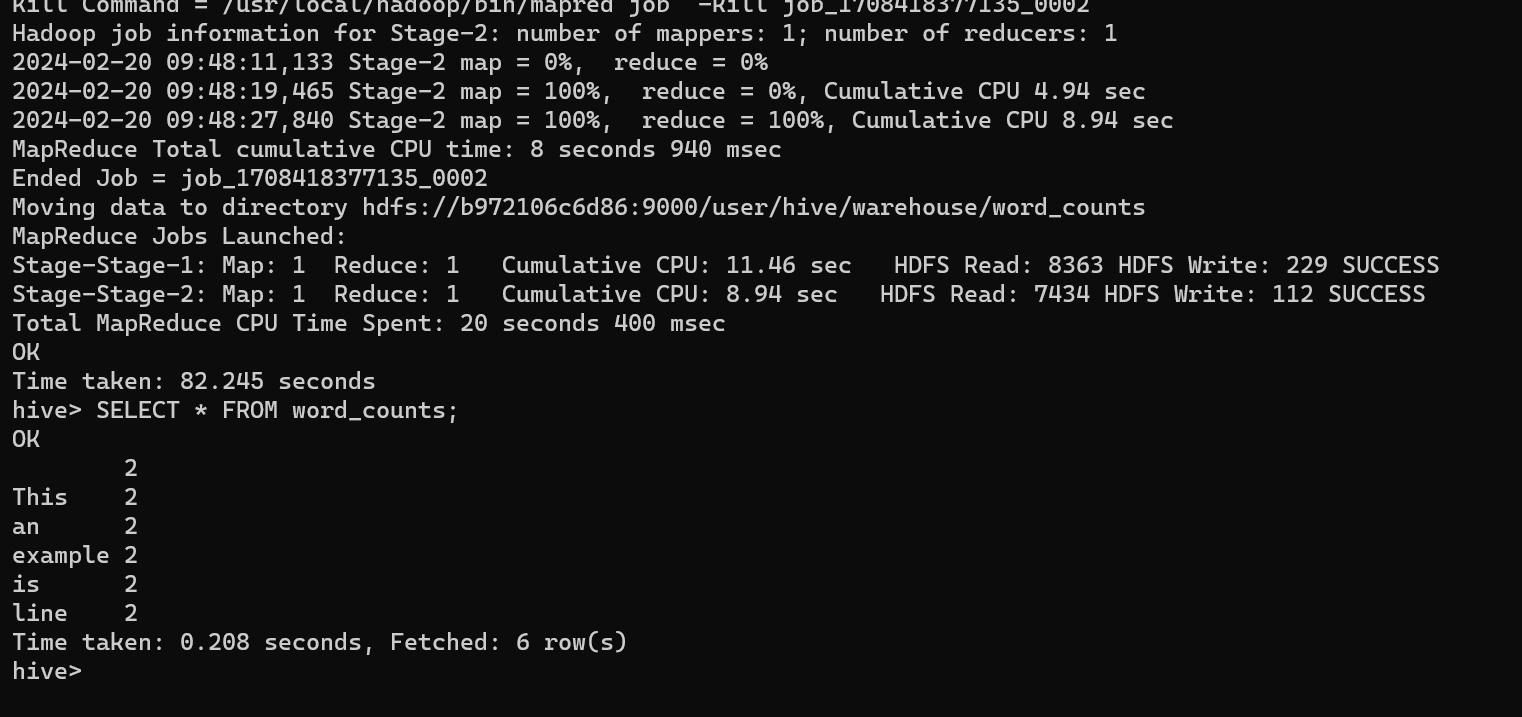 Kill Command = /usr/local/hadoop/bin/mapred job  -kill job_1708418377135_0002
Hadoop job information for Stage-2: number of mappers: 1; number of reducers: 1
2024-02-20 09:48:11,133 Stage-2 map = 0%,  reduce = 0%
2024-02-20 09:48:19,465 Stage-2 map = 100%,  reduce = 0%, Cumulative CPU 4.94 sec
2024-02-20 09:48:27,840 Stage-2 map = 100%,  reduce = 100%, Cumulative CPU 8.94 sec
MapReduce Total cumulative CPU time: 8 seconds 940 msec
Ended Job = job_1708418377135_0002
Moving data to directory hdfs://b972106c6d86:9000/user/hive/warehouse/word_counts
MapReduce Jobs Launched:
Stage-Stage-1: Map: 1  Reduce: 1   Cumulative CPU: 11.46 sec   HDFS Read: 8363 HDFS Write: 229 SUCCESS
Stage-Stage-2: Map: 1  Reduce: 1   Cumulative CPU: 8.94 sec   HDFS Read: 7434 HDFS Write: 112 SUCCESS
Total MapReduce CPU Time Spent: 20 seconds 400 msec
OK
Time taken: 82.245 seconds
hive> SELECT * FROM word_counts;
OK
        2
This    2
an      2
example 2
is      2
line    2
Time taken: 0.208 seconds, Fetched: 6 row(s)
hive>